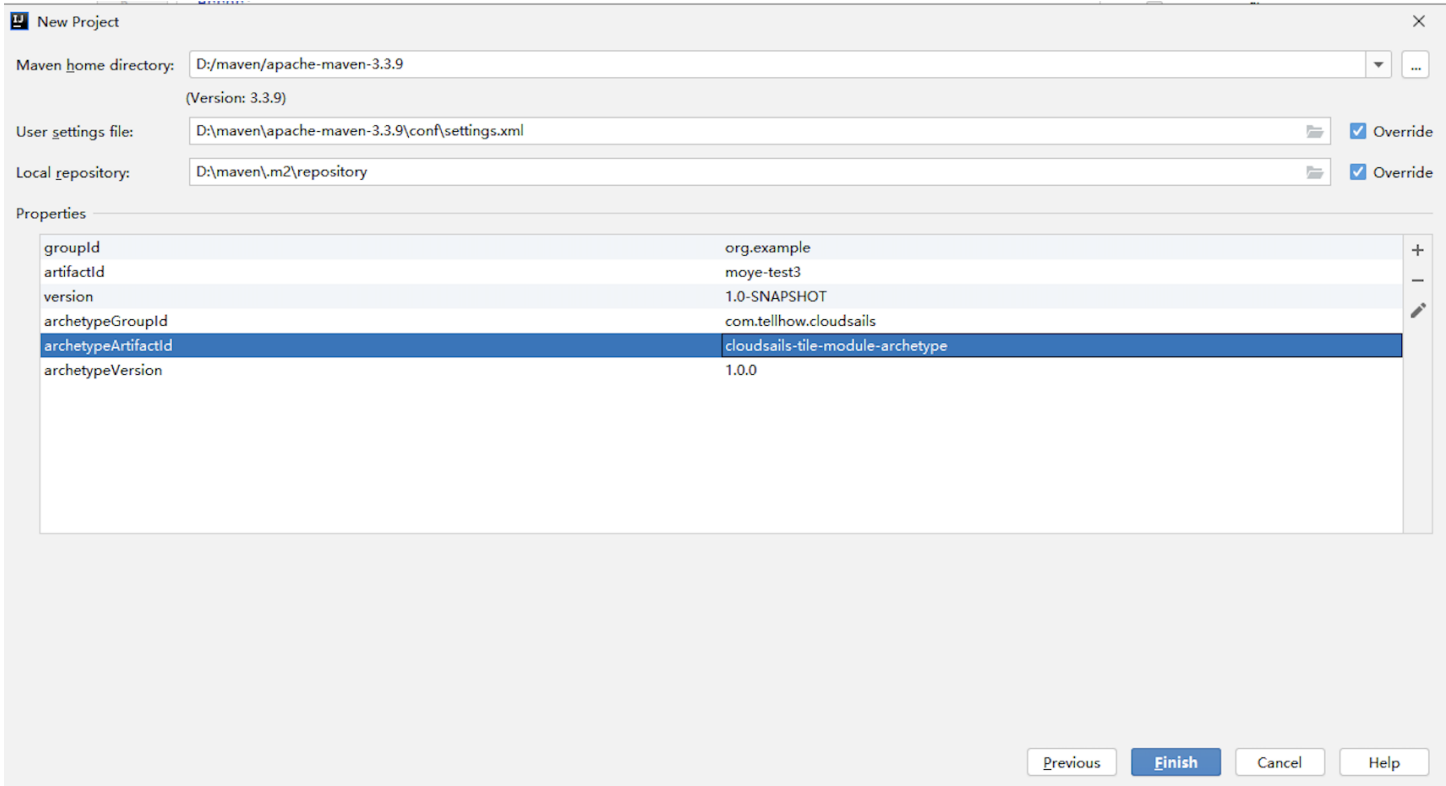 New Project
Maven home directory: D:/maven/apache-maven-3.3.9 ...
(Version: 3.3.9)
User settings file: D:\maven\apache-maven-3.3.9\conf\settings.xml Override
Local repository: D:\maven\.m2\repository Override
Properties
groupId org.example
artifactId moye-test3
version 1.0-SNAPSHOT
archetypeGroupId com.tellhow.cloudsails
archetypeArtifactId cloudsails-tile-module-archetype
archetypeVersion 1.0.0
Previous Finish Cancel Help